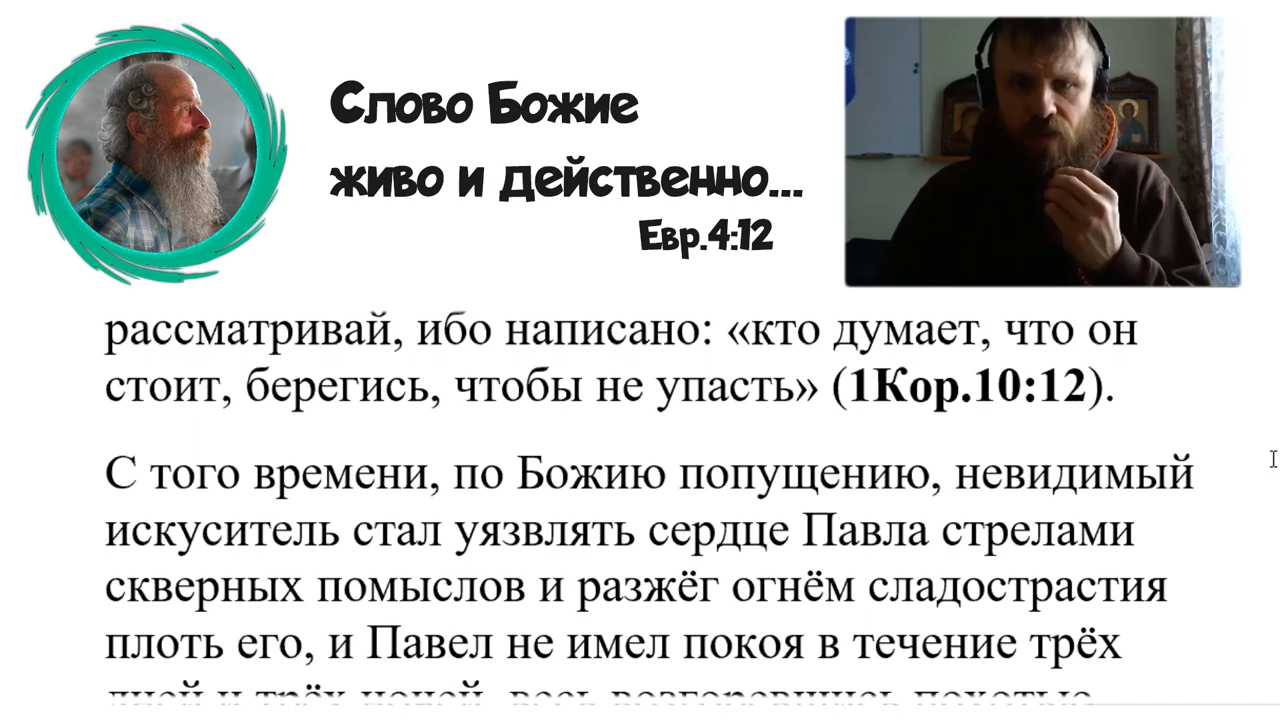 Слово Божие
живо и действенно...
Евр.4:12
рассматривай, ибо написано: «кто думает, что он
стоит, берегись, чтобы не упасть» (1Кор.10:12).
С того времени, по Божию попущению, невидимый
искуситель стал уязвлять сердце Павла стрелами
скверных помыслов и разжёг огнём сладострастия
плоть его, и Павел не имел покоя в течение трёх